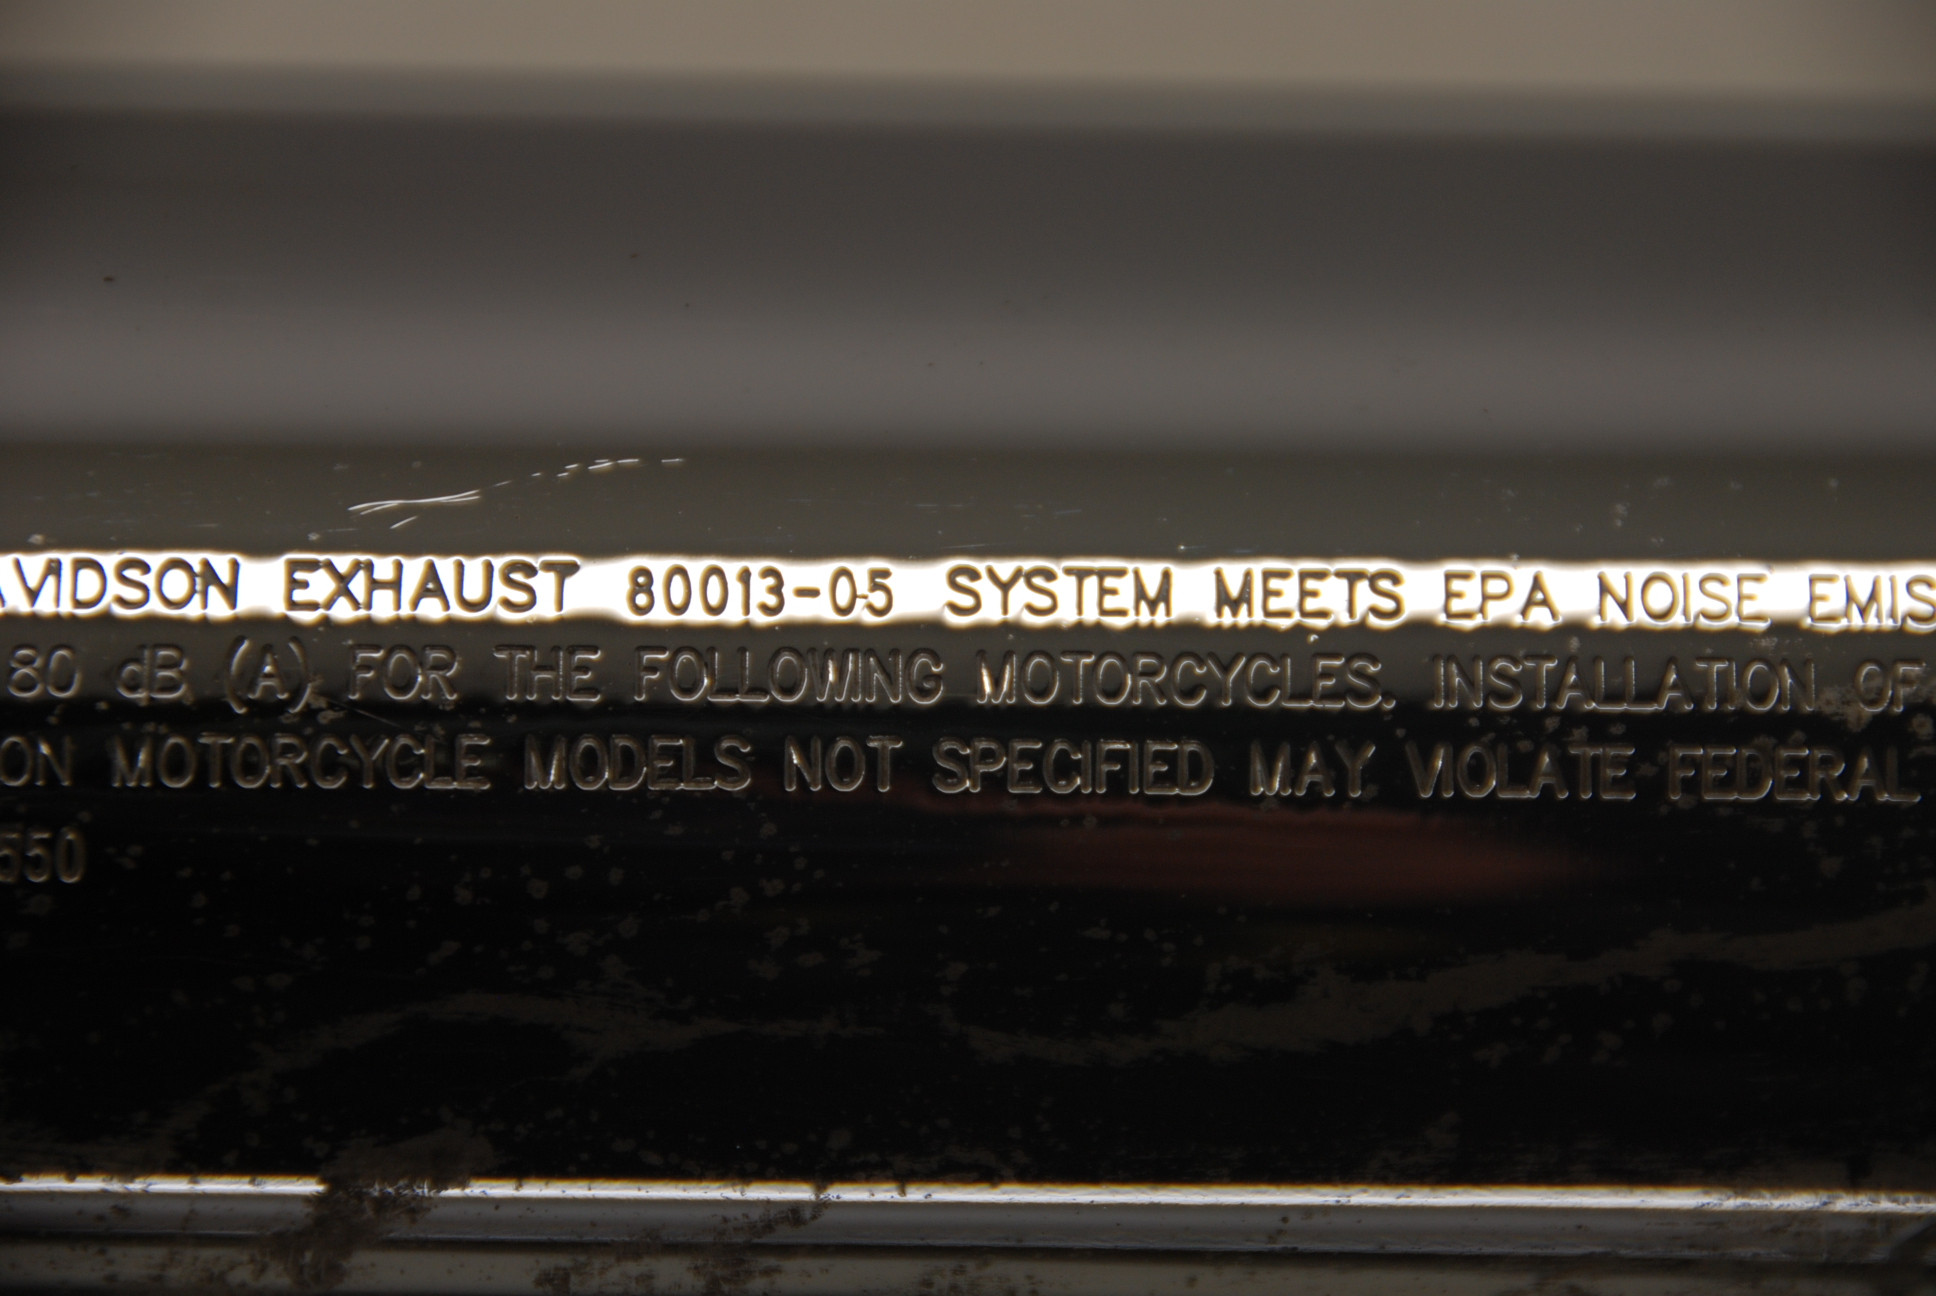 AVIDSON EXHAUST 80013-05 SYSTEM MEETS EPA NOISE EMIS
80 dB (A) FOR THE FOLLOWING MOTORCYCLES. INSTALLATION OF
ON MOTORCYCLE MODELS NOT SPECIFIED MAY VIOLATE FEDERAL
550